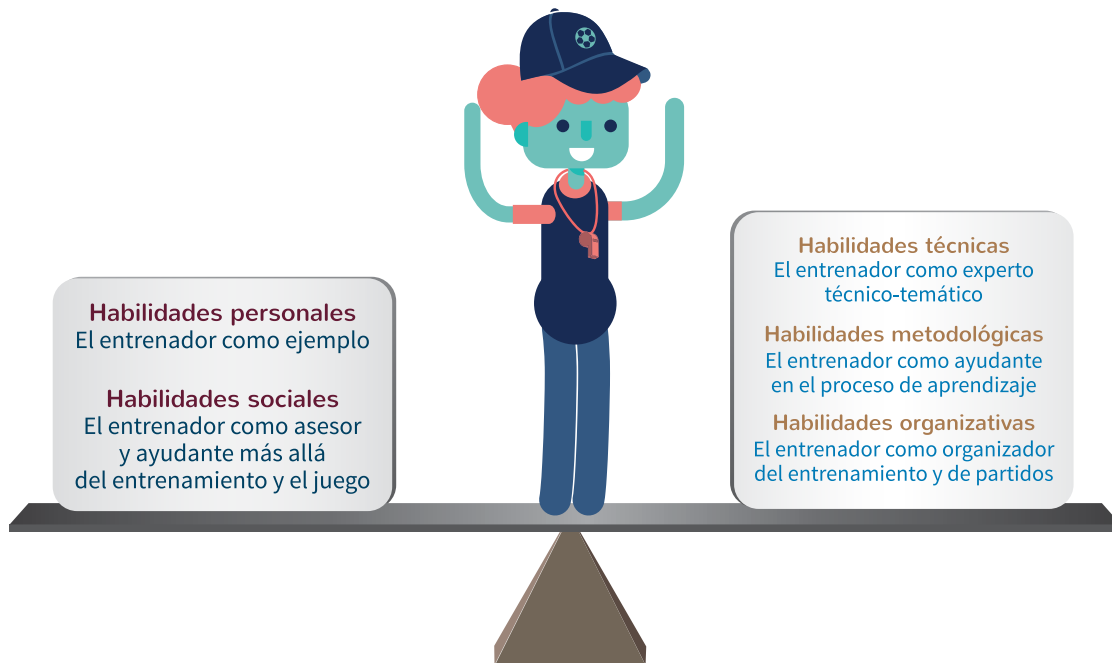 Habilidades personales
El entrenador como ejemplo
Habilidades sociales
El entrenador como asesor
y ayudante más allá
del entrenamiento y el juego
Habilidades técnicas
El entrenador como experto
técnico-temático
Habilidades metodológicas
El entrenador como ayudante
en el proceso de aprendizaje
Habilidades organizativas
El entrenador como organizador
del entrenamiento y de partidos